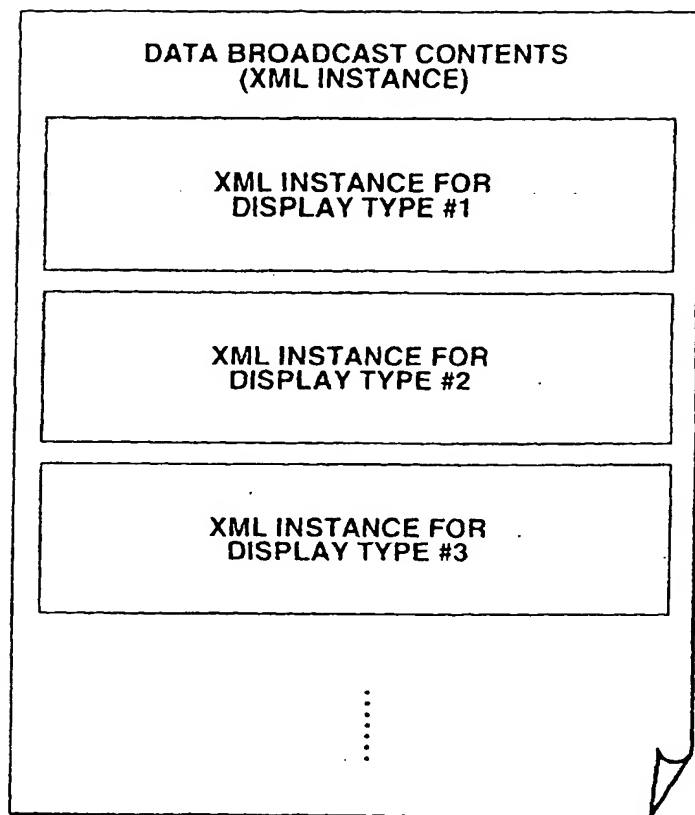 DATA BROADCAST CONTENTS
(XML INSTANCE)
XML INSTANCE FOR
DISPLAY TYPE #1
XML INSTANCE FOR
DISPLAY TYPE #2
XML INSTANCE FOR
DISPLAY TYPE #3